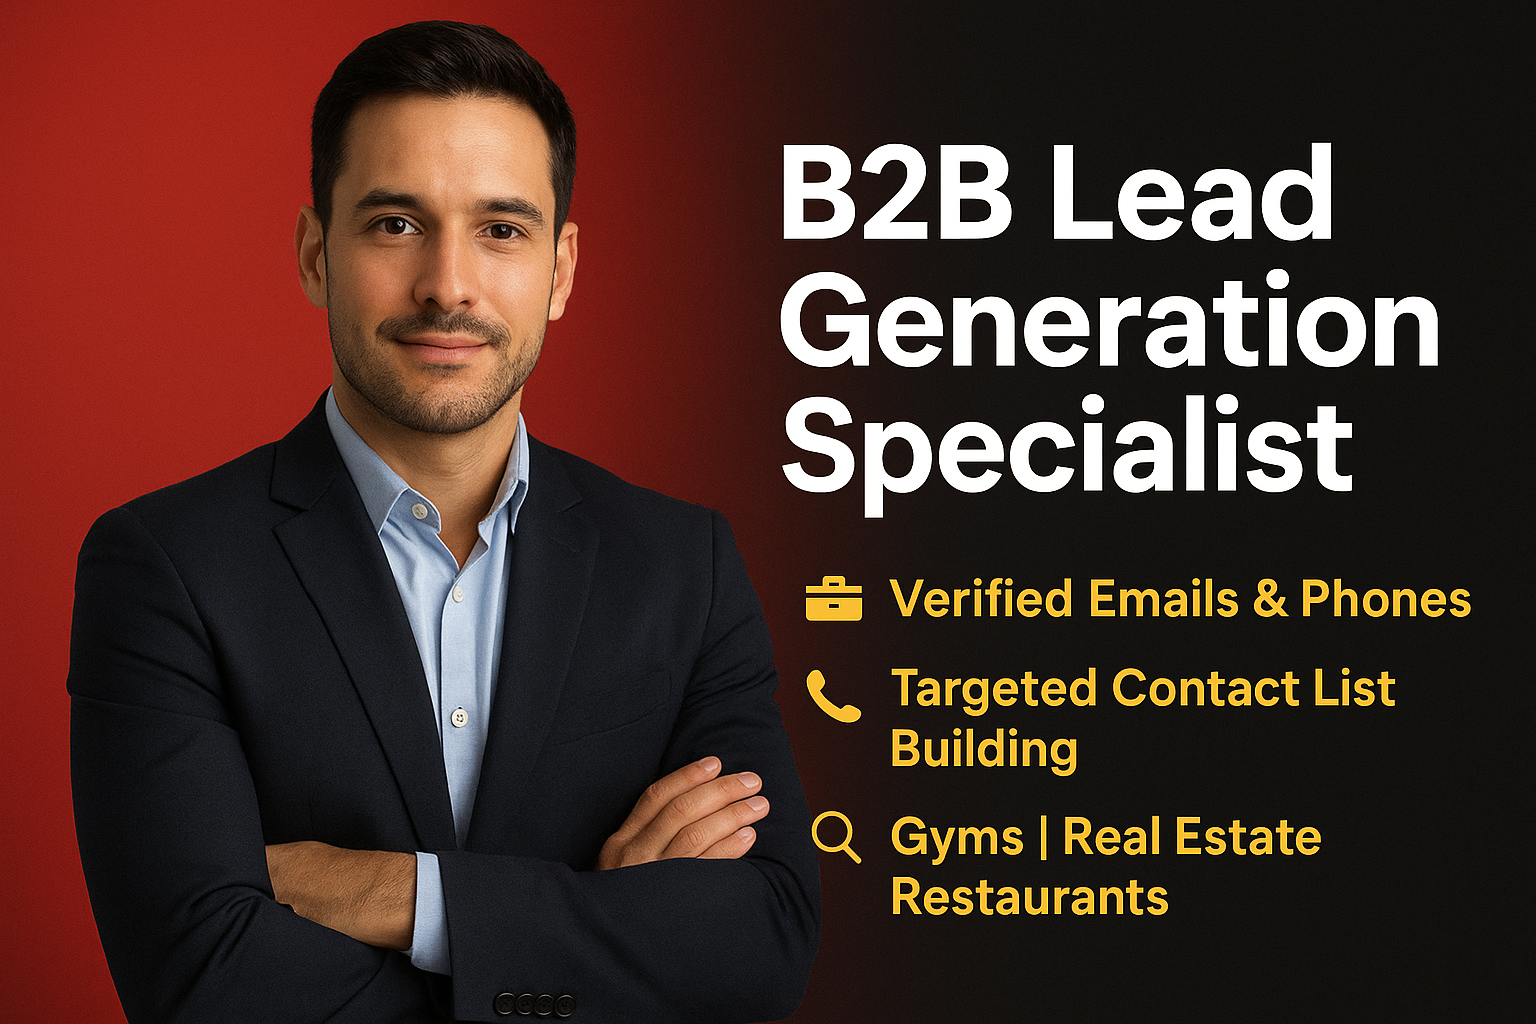 B2B Lead
Generation
Specialist
Verified Emails & Phones
Targeted Contact List
Building
Gyms | Real Estate
Restaurants